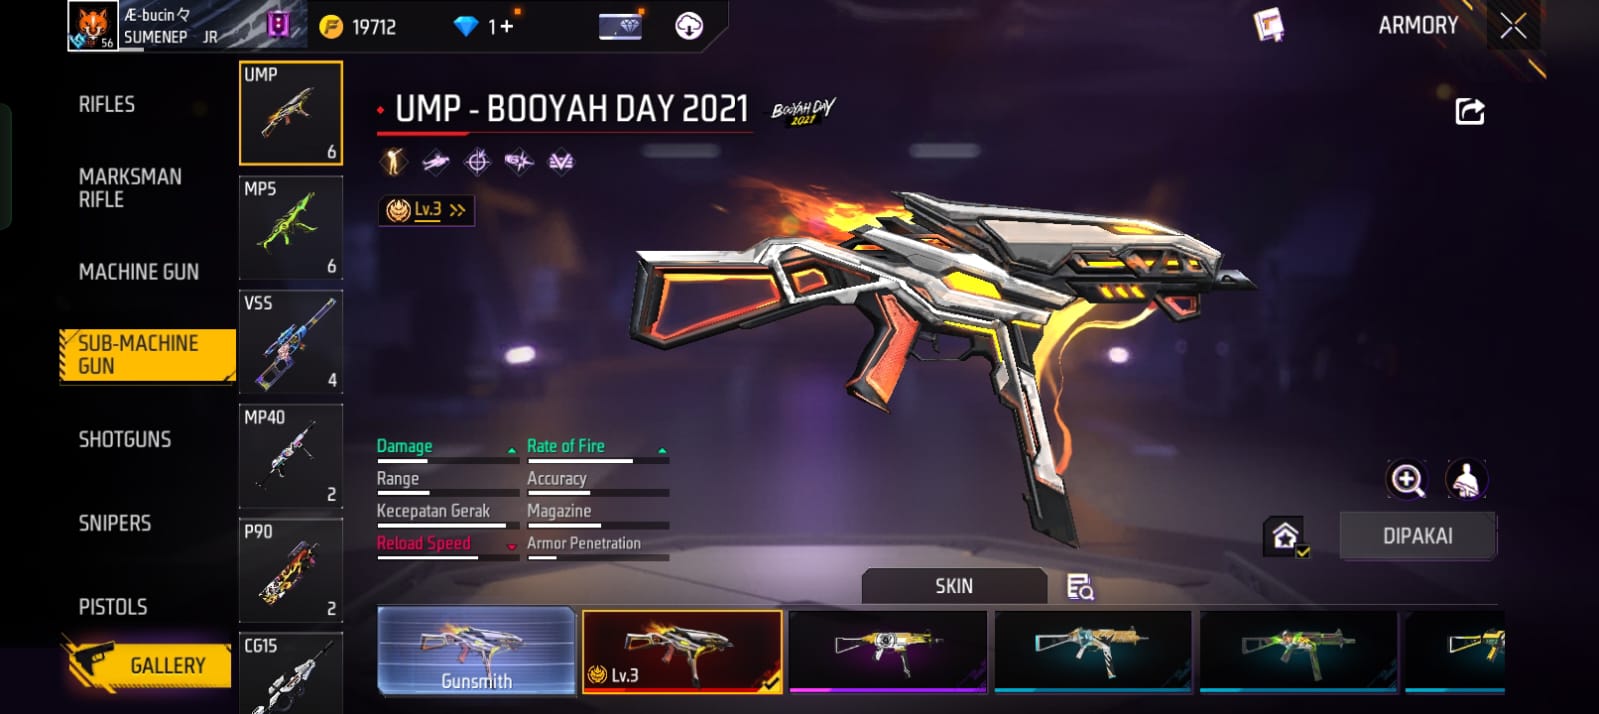 Æ-bucin々
SUMENEP JR
56
19712
1+
ARMORY
RIFLES
MARKSMAN
RIFLE
MACHINE GUN
SUB-MACHINE
GUN
SHOTGUNS
SNIPERS
PISTOLS
GALLERY
UMP
6
MP5
6
VSS
4
MP40
2
P90
2
CG15
UMP - BOOYAH DAY 2021
BOOYAH DAY
2021
Lv.3
Damage
Rate of Fire
Range
Accuracy
Kecepatan Gerak
Magazine
Reload Speed
Armor Penetration
DIPAKAI
SKIN
Gunsmith
Lv.3